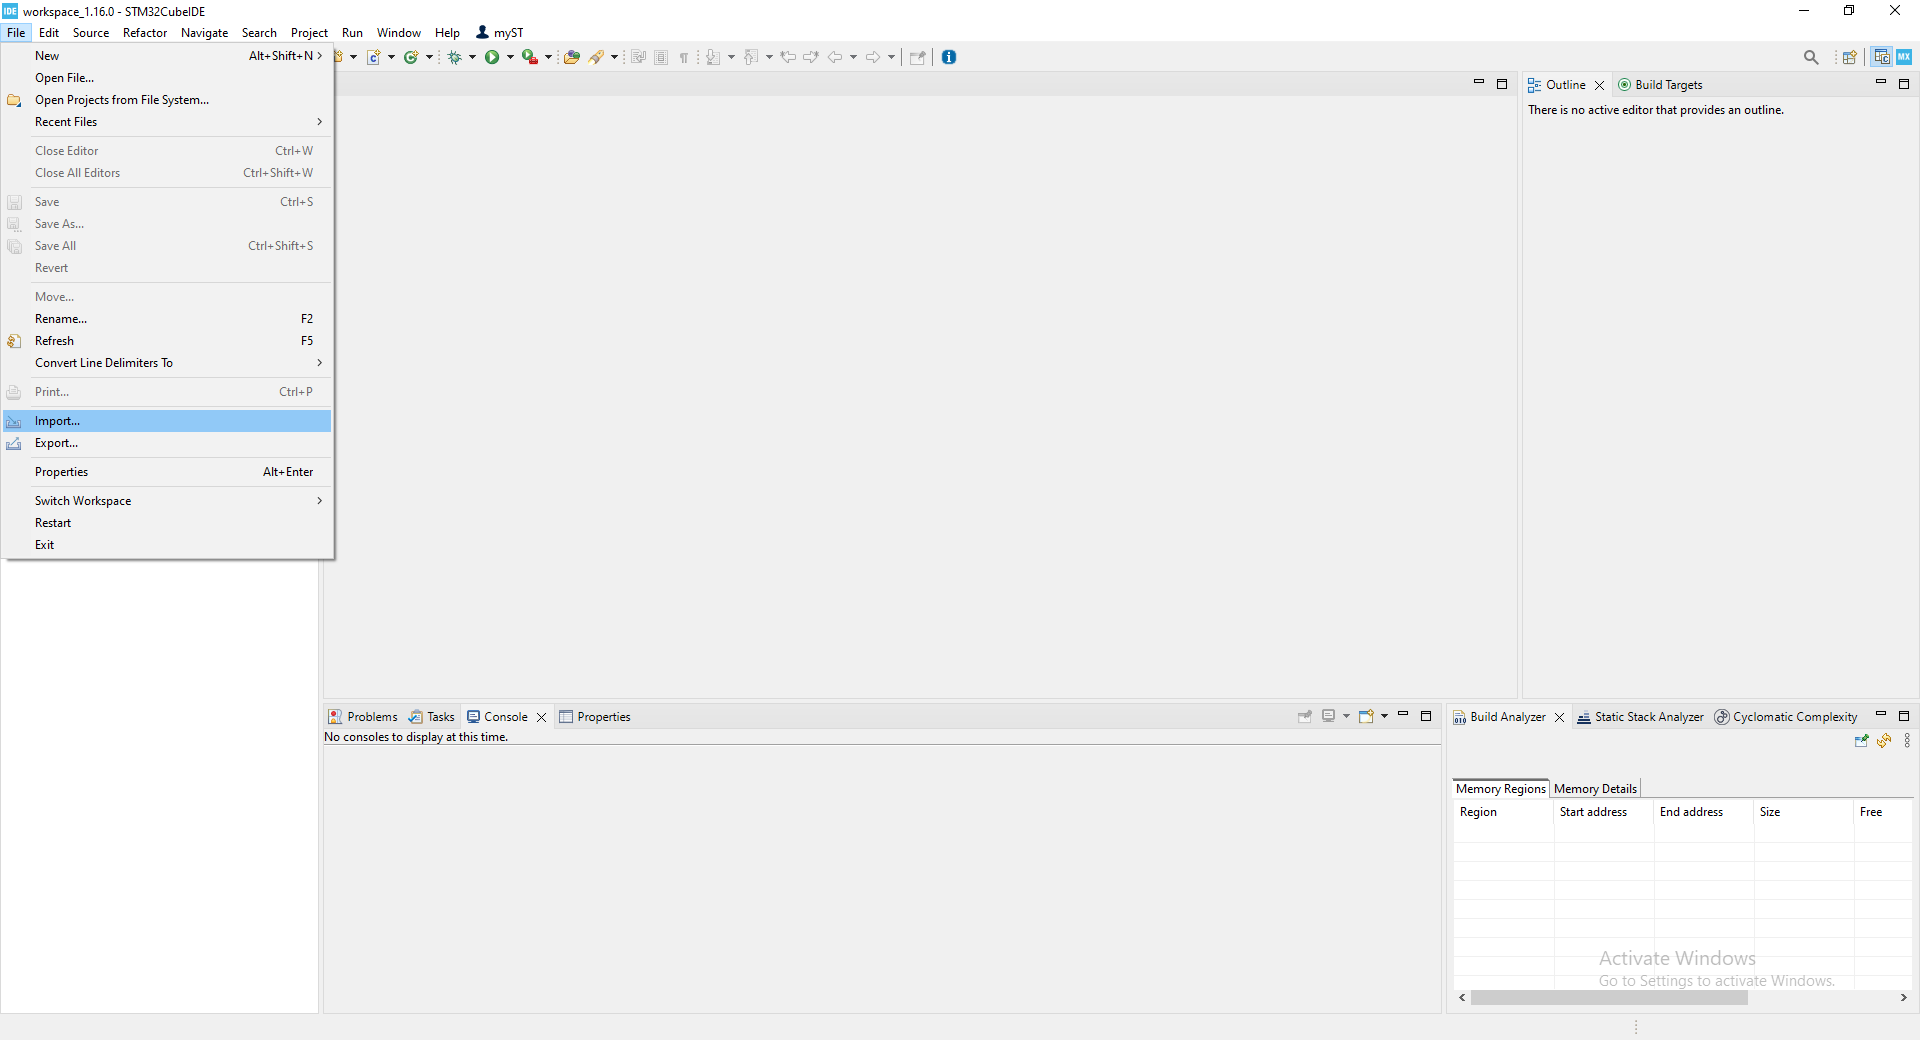 IDE workspace_1.16.0 - STM32CubeIDE
File Edit Source Refactor Navigate Search Project Run Window Help myST
New Alt+Shift+N
Open File...
Open Projects from File System...
Recent Files
Close Editor Ctrl+W
Close All Editors Ctrl+Shift+W
Save Ctrl+S
Save As...
Save All Ctrl+Shift+S
Revert
Move...
Rename... F2
Refresh F5
Convert Line Delimiters To
Print... Ctrl+P
Import...
Export...
Properties Alt+Enter
Switch Workspace
Restart
Exit
MX
Outline Build Targets
There is no active editor that provides an outline.
Problems Tasks Console Properties
No consoles to display at this time.
Build Analyzer Static Stack Analyzer Cyclomatic Complexity
Memory Regions Memory Details
Region Start address End address Size Free
Activate Windows
Go to Settings to activate Windows.